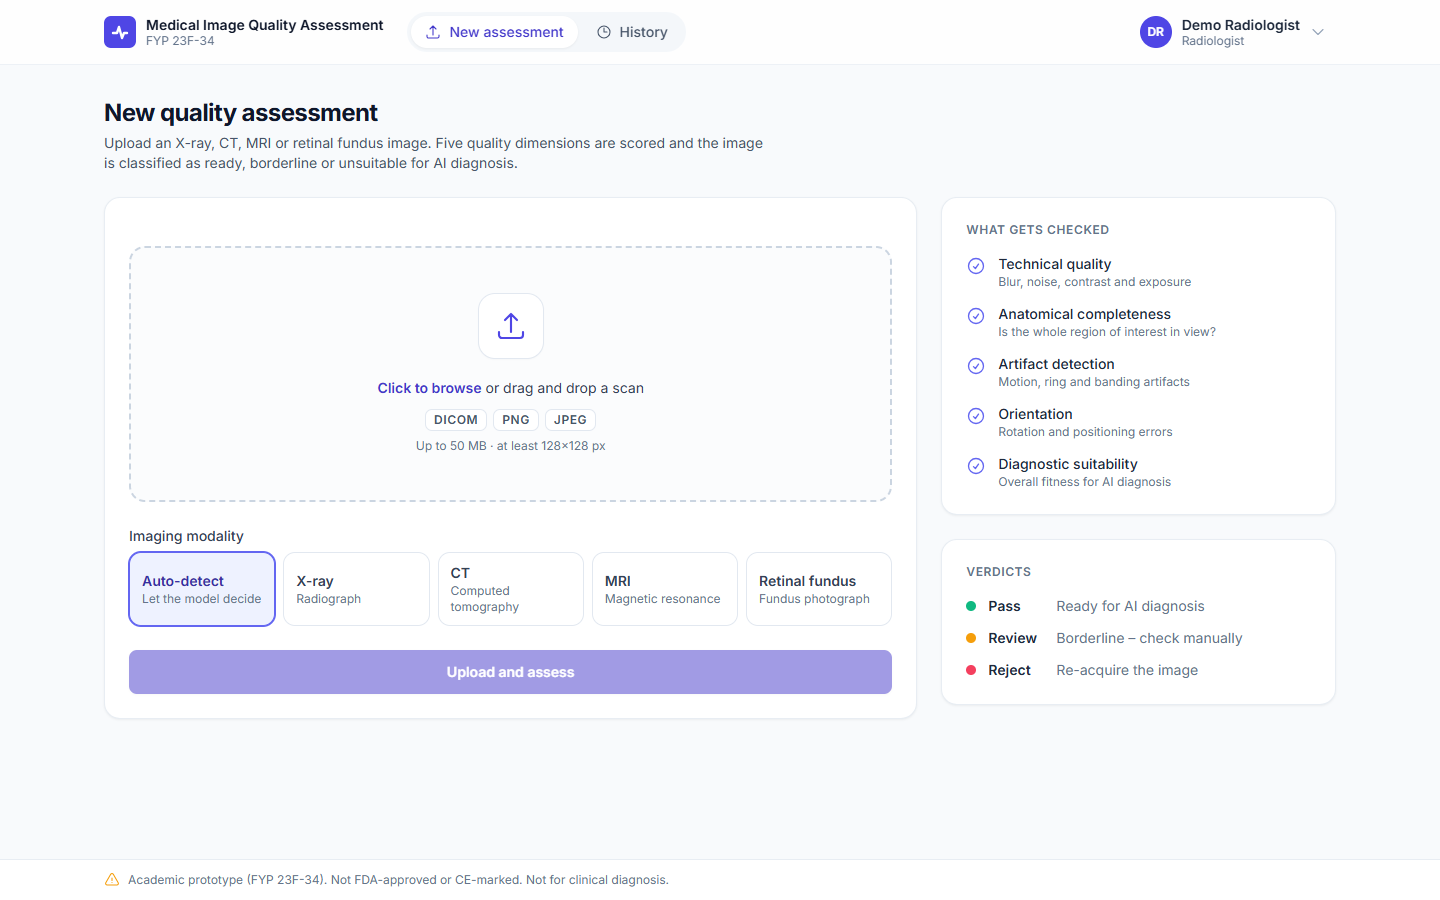 Medical Image Quality Assessment
FYP 23F-34
New assessment
History
DR
Demo Radiologist
Radiologist
New quality assessment
Upload an X-ray, CT, MRI or retinal fundus image. Five quality dimensions are scored and the image
is classified as ready, borderline or unsuitable for AI diagnosis.
Click to browse or drag and drop a scan
DICOM PNG JPEG
Up to 50 MB · at least 128×128 px
Imaging modality
Auto-detect
Let the model decide
X-ray
Radiograph
CT
Computed
tomography
MRI
Magnetic resonance
Retinal fundus
Fundus photograph
Upload and assess
WHAT GETS CHECKED
Technical quality
Blur, noise, contrast and exposure
Anatomical completeness
Is the whole region of interest in view?
Artifact detection
Motion, ring and banding artifacts
Orientation
Rotation and positioning errors
Diagnostic suitability
Overall fitness for AI diagnosis
VERDICTS
Pass Ready for AI diagnosis
Review Borderline – check manually
Reject Re-acquire the image
Academic prototype (FYP 23F-34). Not FDA-approved or CE-marked. Not for clinical diagnosis.